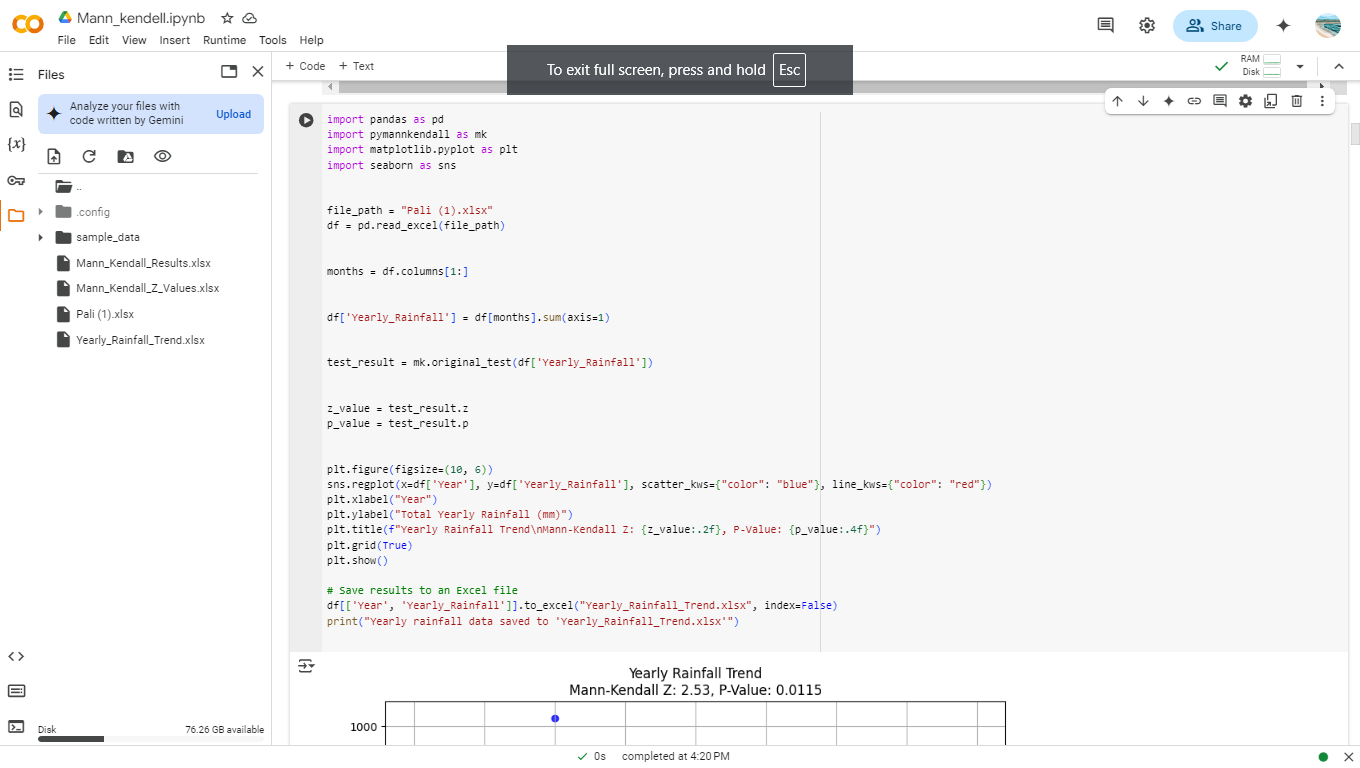 Mann_kendell.ipynb
File Edit View Insert Runtime Tools Help
Share
To exit full screen, press and hold Esc
+ Code + Text
RAM
Disk
Files
Analyze your files with
code written by Gemini
Upload
{x}
..
.config
sample_data
Mann_Kendall_Results.xlsx
Mann_Kendall_Z_Values.xlsx
Pali (1).xlsx
Yearly_Rainfall_Trend.xlsx
Disk 76.26 GB available
import pandas as pd
import pymannkendall as mk
import matplotlib.pyplot as plt
import seaborn as sns
file_path = "Pali (1).xlsx"
df = pd.read_excel(file_path)
months = df.columns[1:]
df['Yearly_Rainfall'] = df[months].sum(axis=1)
test_result = mk.original_test(df['Yearly_Rainfall'])
z_value = test_result.z
p_value = test_result.p
plt.figure(figsize=(10, 6))
sns.regplot(x=df['Year'], y=df['Yearly_Rainfall'], scatter_kws={"color": "blue"}, line_kws={"color": "red"})
plt.xlabel("Year")
plt.ylabel("Total Yearly Rainfall (mm)")
plt.title(f"Yearly Rainfall Trend\nMann-Kendall Z: {z_value:.2f}, P-Value: {p_value:.4f}")
plt.grid(True)
plt.show()
# Save results to an Excel file
df[['Year', 'Yearly_Rainfall']].to_excel("Yearly_Rainfall_Trend.xlsx", index=False)
print("Yearly rainfall data saved to 'Yearly_Rainfall_Trend.xlsx'")
Yearly Rainfall Trend
Mann-Kendall Z: 2.53, P-Value: 0.0115
1000
0s completed at 4:20 PM